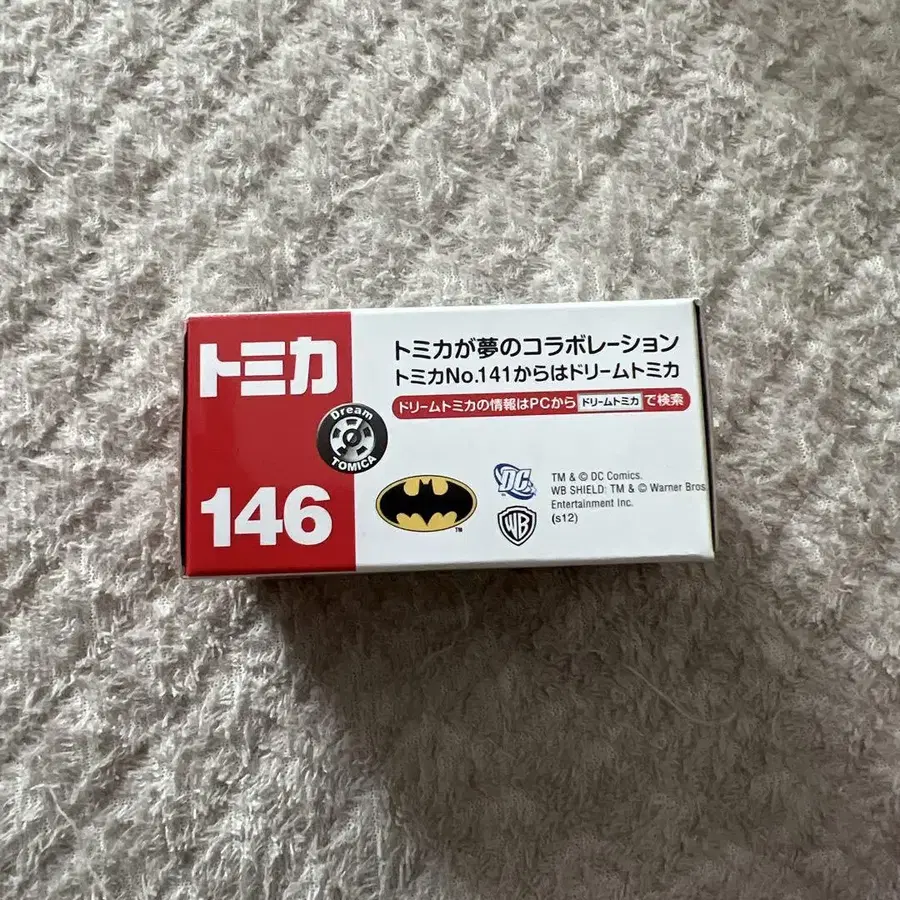 トミカ
Dream
TOMICA
146
トミカが夢のコラボレーション
トミカNo.141からはドリームトミカ
ドリームトミカの情報はPCから ドリームトミカ で検索
TM
DC
WB
TM & © DC Comics.
WB SHIELD: TM & © Warner Bros.
Entertainment Inc.
(s12)